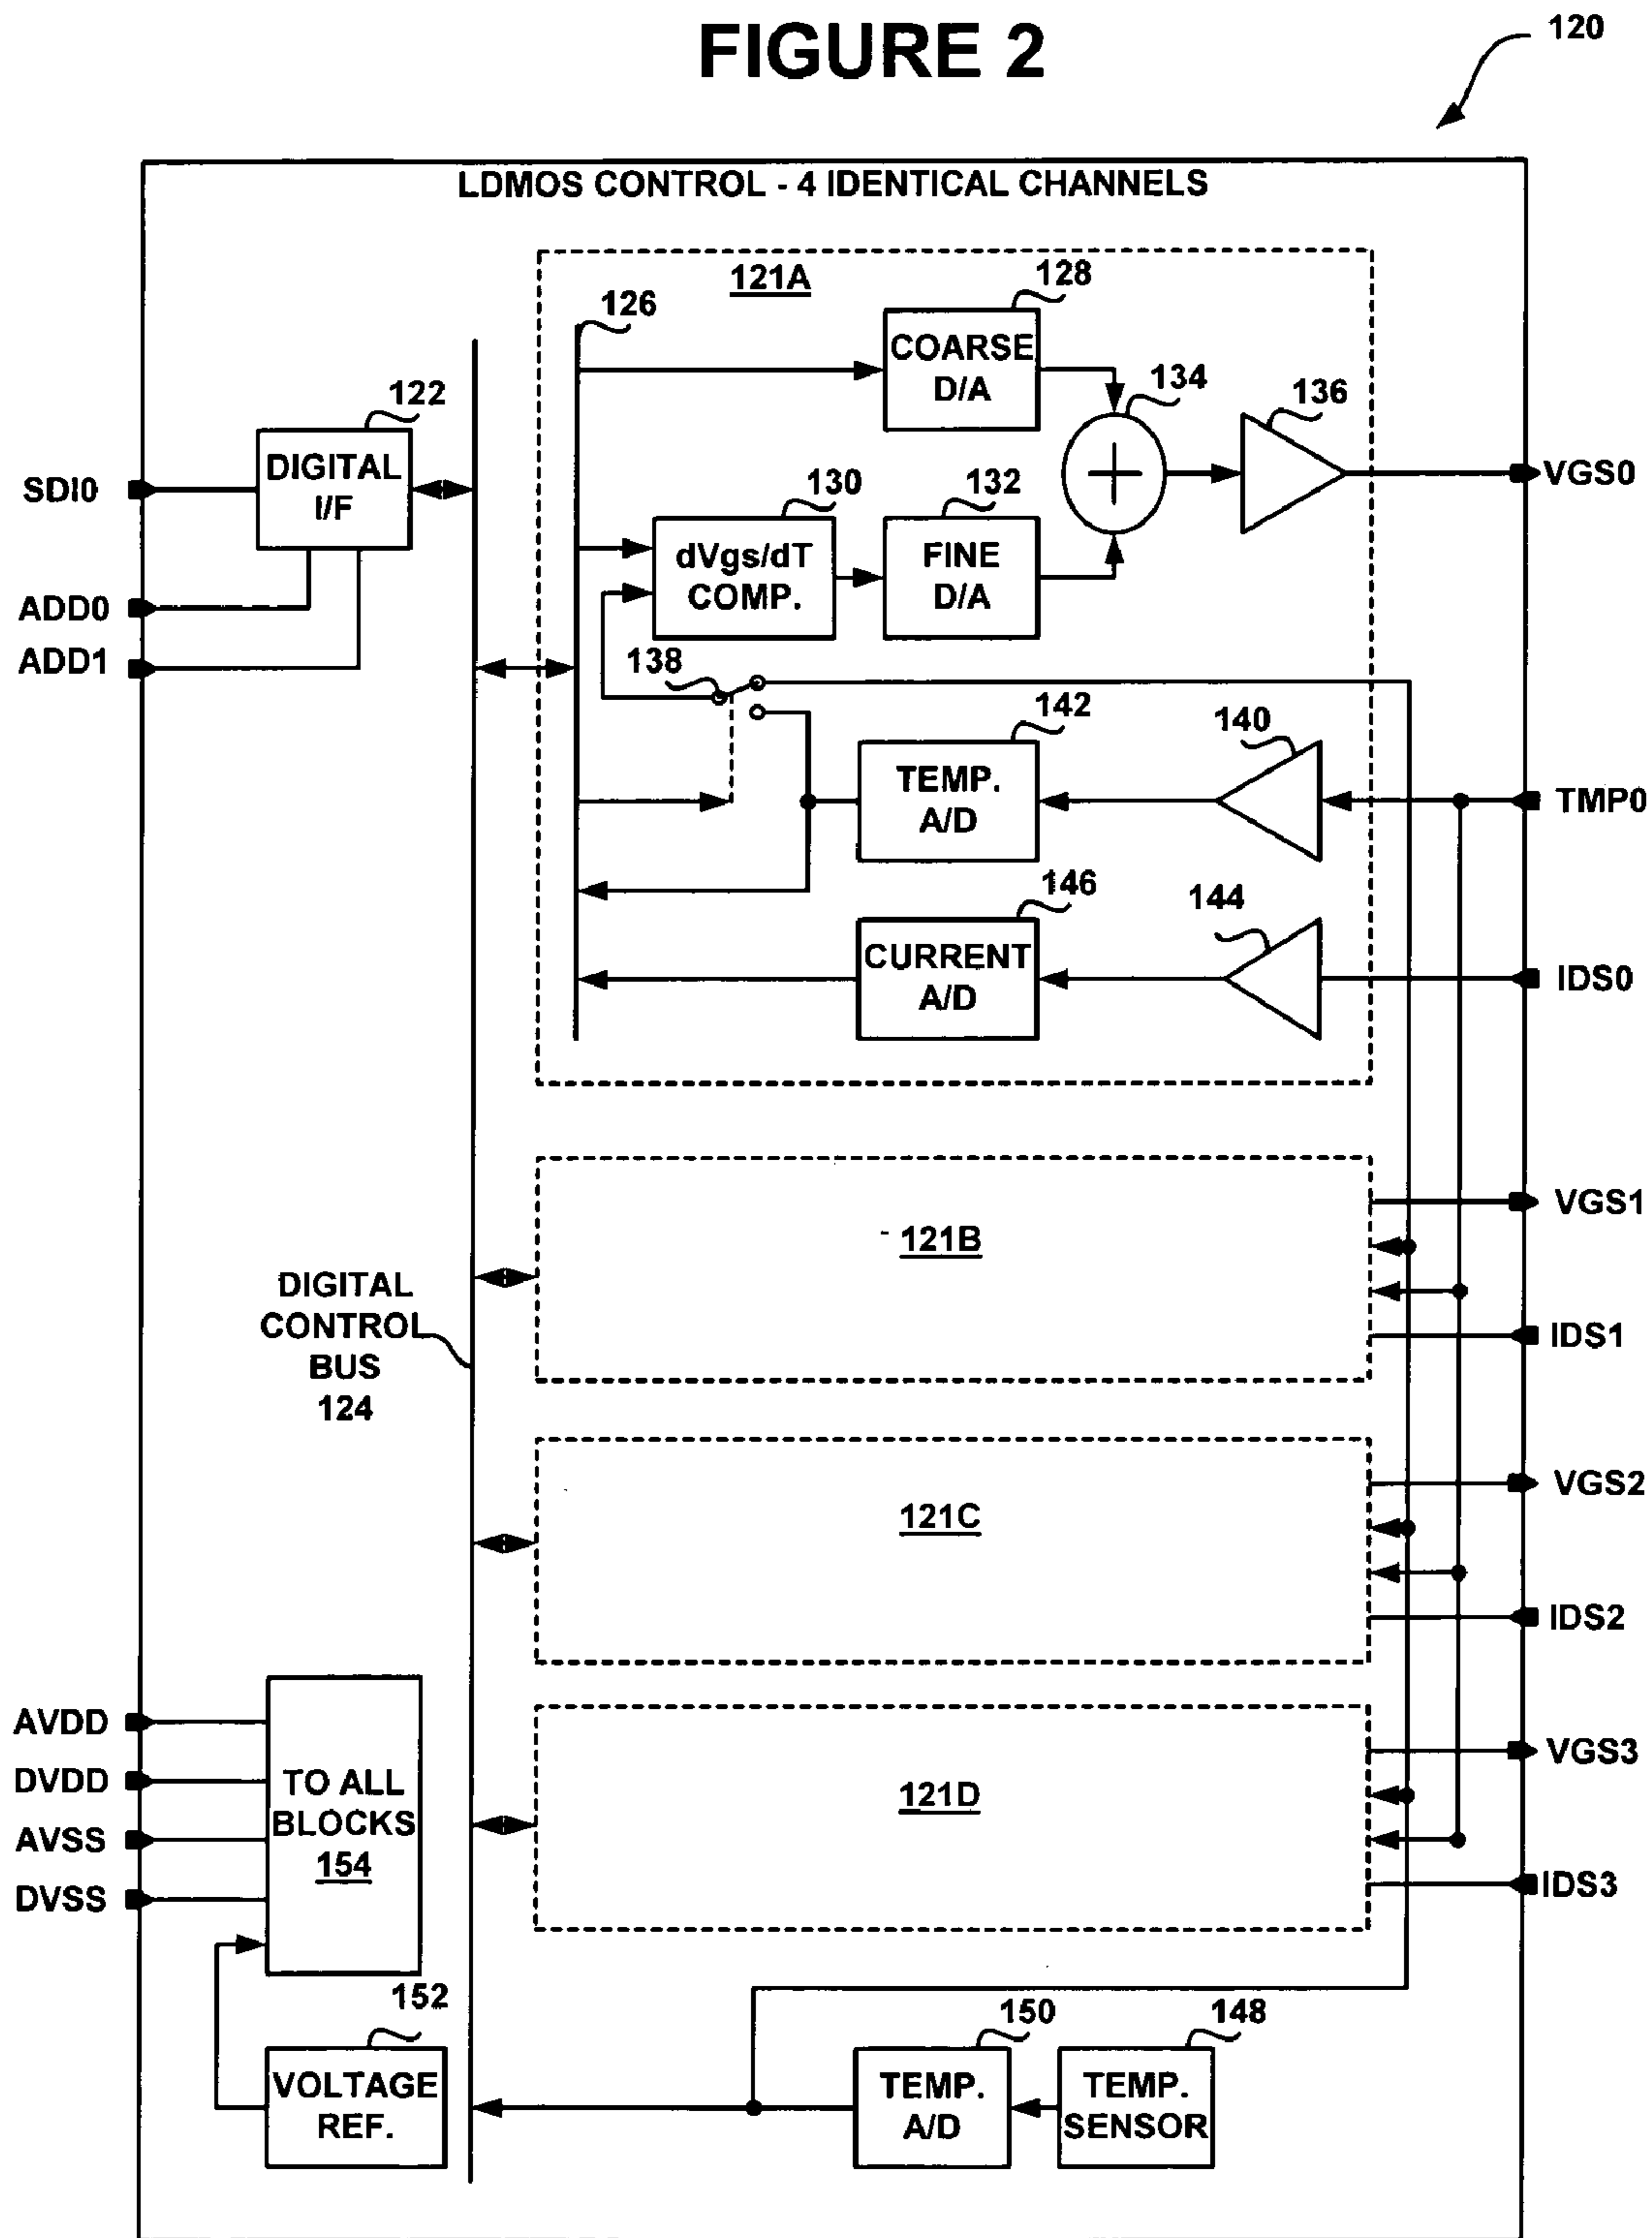 FIGURE 2
120
LDMOS CONTROL - 4 IDENTICAL CHANNELS
121A
128
126
COARSE
D/A
134
136
122
DIGITAL
I/F
SDI0
VGS0
130
132
dVgs/dT
COMP.
FINE
D/A
ADD0
ADD1
138
142
140
TEMP.
A/D
TMP0
146
144
CURRENT
A/D
IDS0
VGS1
121B
DIGITAL
CONTROL
BUS
124
IDS1
VGS2
121C
IDS2
AVDD
DVDD
AVSS
DVSS
TO ALL
BLOCKS
154
VGS3
121D
IDS3
152
150
148
VOLTAGE
REF.
TEMP.
A/D
TEMP.
SENSOR